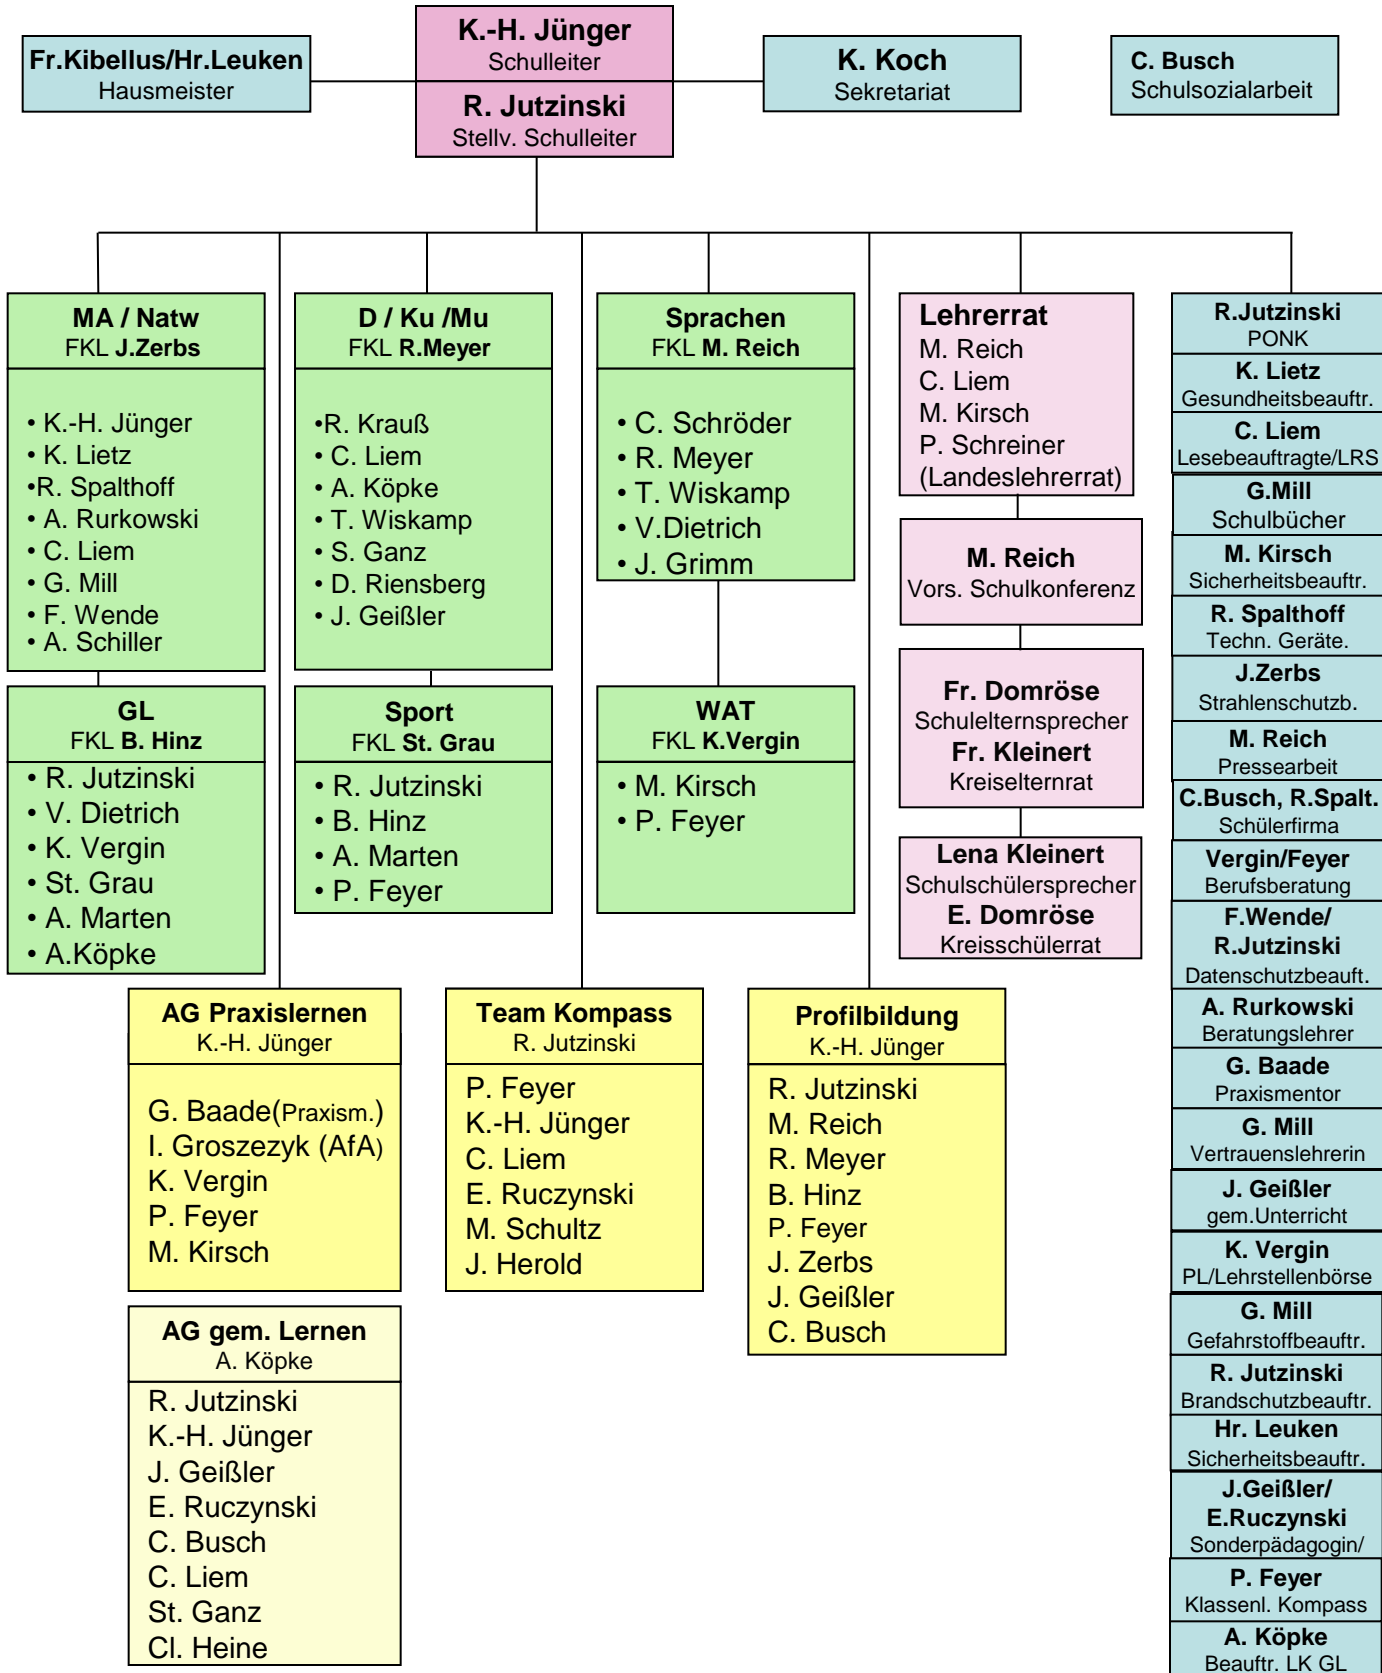 Fr.Kibellus/Hr.Leuken
Hausmeister
K.-H. Jünger
Schulleiter
R. Jutzinski
Stellv. Schulleiter
K. Koch
Sekretariat
C. Busch
Schulsozialarbeit
MA / Natw
FKL J.Zerbs
• K.-H. Jünger
• K. Lietz
•R. Spalthoff
• A. Rurkowski
• C. Liem
• G. Mill
• F. Wende
• A. Schiller
GL
FKL B. Hinz
• R. Jutzinski
• V. Dietrich
• K. Vergin
• St. Grau
• A. Marten
• A.Köpke
D / Ku /Mu
FKL R.Meyer
•R. Krauß
• C. Liem
• A. Köpke
• T. Wiskamp
• S. Ganz
• D. Riensberg
• J. Geißler
Sport
FKL St. Grau
• R. Jutzinski
• B. Hinz
• A. Marten
• P. Feyer
Sprachen
FKL M. Reich
• C. Schröder
• R. Meyer
• T. Wiskamp
• V.Dietrich
• J. Grimm
WAT
FKL K.Vergin
• M. Kirsch
• P. Feyer
Lehrerrat
M. Reich
C. Liem
M. Kirsch
P. Schreiner
(Landeslehrerrat)
M. Reich
Vors. Schulkonferenz
Fr. Domröse
Schulelternsprecher
Fr. Kleinert
Kreiselternrat
Lena Kleinert
Schulschülersprecher
E. Domröse
Kreisschülerrat
R.Jutzinski
PONK
K. Lietz
Gesundheitsbeauftr.
C. Liem
Lesebeauftragte/LRS
G.Mill
Schulbücher
M. Kirsch
Sicherheitsbeauftr.
R. Spalthoff
Techn. Geräte.
J.Zerbs
Strahlenschutzb.
M. Reich
Pressearbeit
C.Busch, R.Spalt.
Schülerfirma
Vergin/Feyer
Berufsberatung
F.Wende/
R.Jutzinski
Datenschutzbeauft.
A. Rurkowski
Beratungslehrer
G. Baade
Praxismentor
G. Mill
Vertrauenslehrerin
J. Geißler
gem.Unterricht
K. Vergin
PL/Lehrstellenbörse
G. Mill
Gefahrstoffbeauftr.
R. Jutzinski
Brandschutzbeauftr.
Hr. Leuken
Sicherheitsbeauftr.
J.Geißler/
E.Ruczynski
Sonderpädagogin/
P. Feyer
Klassenl. Kompass
A. Köpke
Beauftr. LK GL
AG Praxislernen
K.-H. Jünger
G. Baade(Praxism.)
I. Groszezyk (AfA)
K. Vergin
P. Feyer
M. Kirsch
AG gem. Lernen
A. Köpke
R. Jutzinski
K.-H. Jünger
J. Geißler
E. Ruczynski
C. Busch
C. Liem
St. Ganz
Cl. Heine
Team Kompass
R. Jutzinski
P. Feyer
K.-H. Jünger
C. Liem
E. Ruczynski
M. Schultz
J. Herold
Profilbildung
K.-H. Jünger
R. Jutzinski
M. Reich
R. Meyer
B. Hinz
P. Feyer
J. Zerbs
J. Geißler
C. Busch